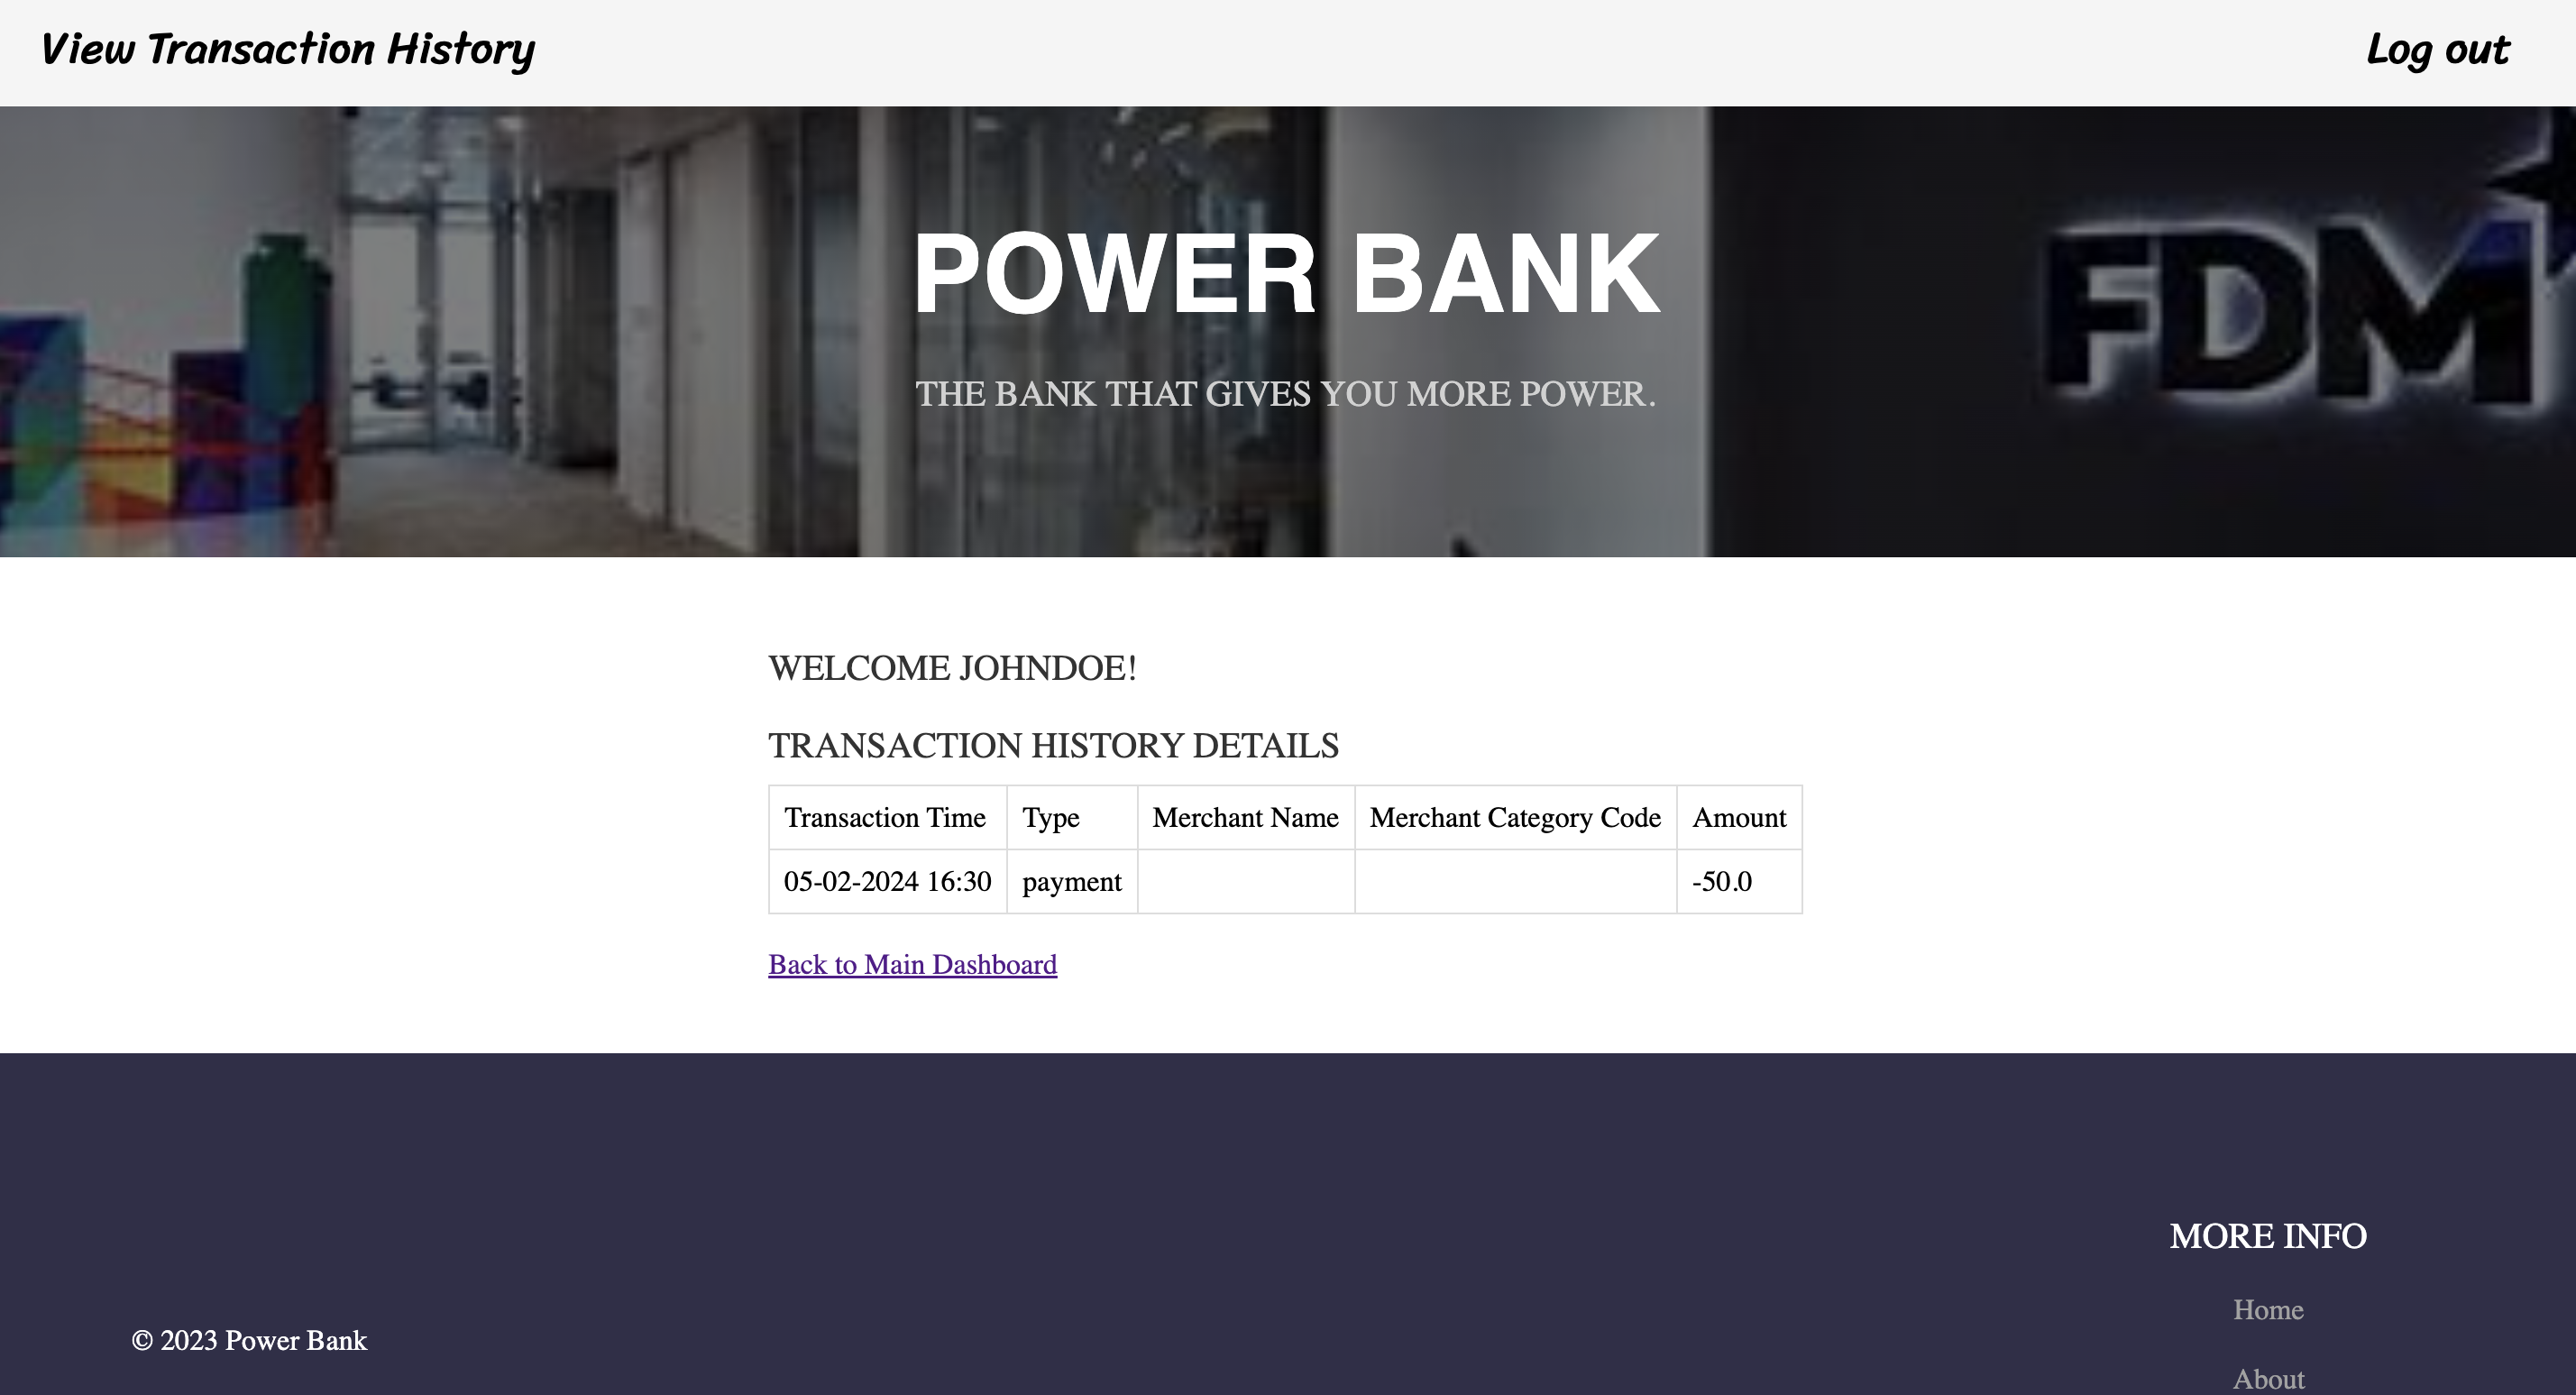 View Transaction History Log out
POWER BANK
THE BANK THAT GIVES YOU MORE POWER.
FDM
WELCOME JOHNDOE!
TRANSACTION HISTORY DETAILS
Transaction Time Type Merchant Name Merchant Category Code Amount
05-02-2024 16:30 payment -50.0
Back to Main Dashboard
MORE INFO
Home
© 2023 Power Bank
About